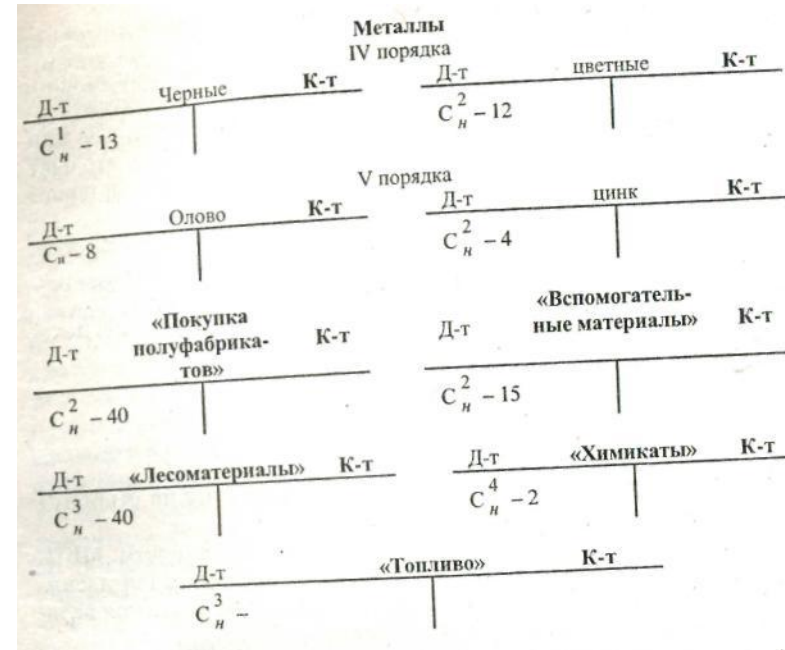 Металлы
IV порядка
Д-т Черные К-т
С¹н – 13
Д-т цветные К-т
С²н – 12
V порядка
Д-т Олово К-т
Сн – 8
Д-т цинк К-т
С²н – 4
Д-т «Покупка К-т
полуфабрика-
тов»
С²н – 40
Д-т «Вспомогатель- К-т
ные материалы»
С²н – 15
Д-т «Лесоматериалы» К-т
С³н – 40
Д-т «Химикаты» К-т
С⁴н – 2
Д-т «Топливо» К-т
С³н –